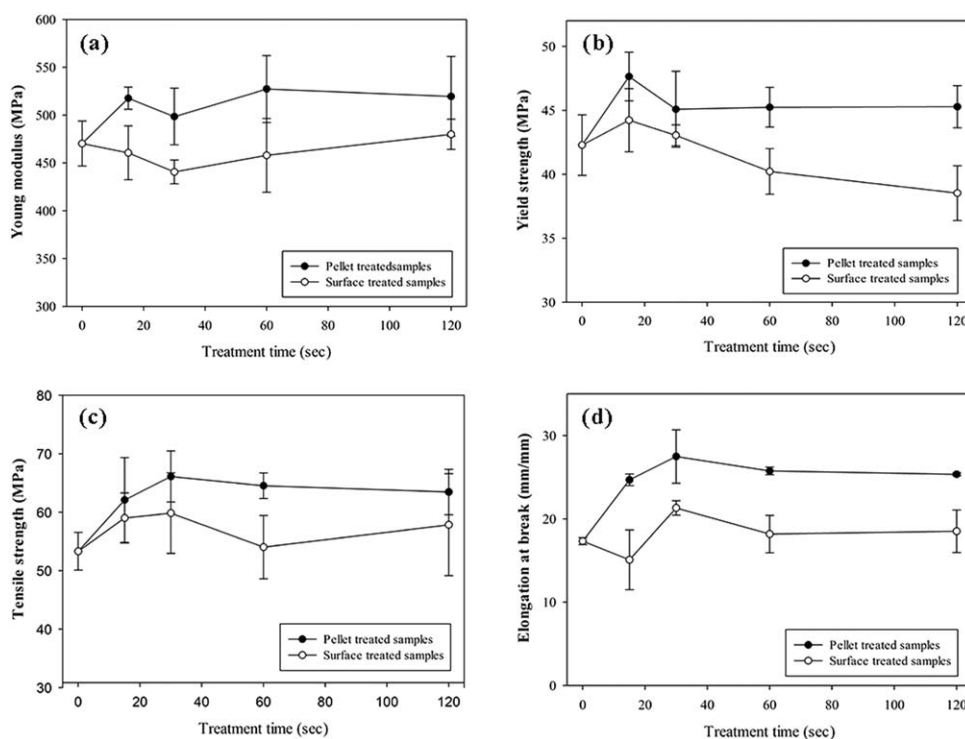 (a)
Young modulus (MPa)
600
550
500
450
400
350
300
Pellet treatedsamples
Surface treated samples
0 20 40 60 80 100 120
Treatment time (sec)
(b)
Yield strength (MPa)
50
45
40
35
30
Pellet treated samples
Surface treated samples
0 20 40 60 80 100 120
Treatment time (sec)
(c)
Tensile strength (MPa)
80
70
60
50
40
30
Pellet treated samples
Surface treated samples
0 20 40 60 80 100 120
Treatment time (sec)
(d)
Elongation at break (mm/mm)
30
20
10
0
Pellet treated samples
Surface treated samples
0 20 40 60 80 100 120
Treatment time (sec)